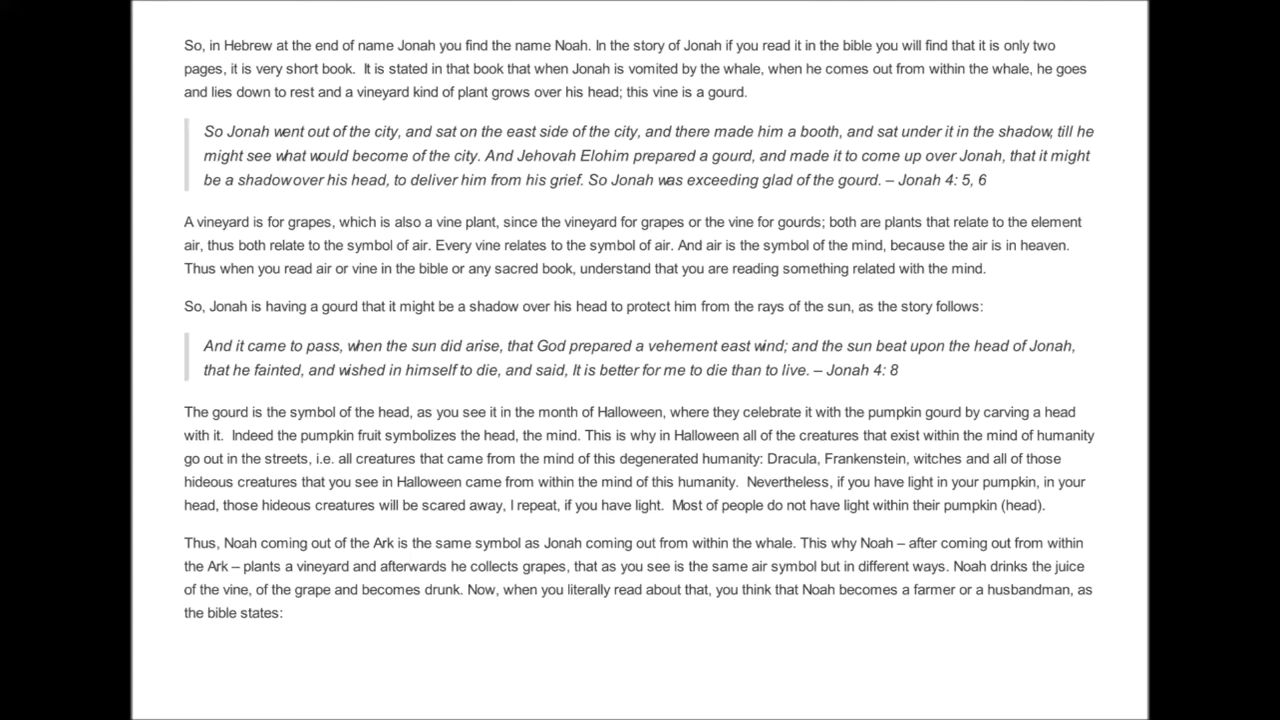 So, in Hebrew at the end of name Jonah you find the name Noah. In the story of Jonah if you read it in the bible you will find that it is only two
pages, it is very short book.  It is stated in that book that when Jonah is vomited by the whale, when he comes out from within the whale, he goes
and lies down to rest and a vineyard kind of plant grows over his head; this vine is a gourd.
So Jonah went out of the city, and sat on the east side of the city, and there made him a booth, and sat under it in the shadow, till he
might see what would become of the city. And Jehovah Elohim prepared a gourd, and made it to come up over Jonah, that it might
be a shadow over his head, to deliver him from his grief. So Jonah was exceeding glad of the gourd. – Jonah 4: 5, 6
A vineyard is for grapes, which is also a vine plant, since the vineyard for grapes or the vine for gourds; both are plants that relate to the element
air, thus both relate to the symbol of air. Every vine relates to the symbol of air. And air is the symbol of the mind, because the air is in heaven.
Thus when you read air or vine in the bible or any sacred book, understand that you are reading something related with the mind.
So, Jonah is having a gourd that it might be a shadow over his head to protect him from the rays of the sun, as the story follows:
And it came to pass, when the sun did arise, that God prepared a vehement east wind; and the sun beat upon the head of Jonah,
that he fainted, and wished in himself to die, and said, It is better for me to die than to live. – Jonah 4: 8
The gourd is the symbol of the head, as you see it in the month of Halloween, where they celebrate it with the pumpkin gourd by carving a head
with it.  Indeed the pumpkin fruit symbolizes the head, the mind. This is why in Halloween all of the creatures that exist within the mind of humanity
go out in the streets, i.e. all creatures that came from the mind of this degenerated humanity: Dracula, Frankenstein, witches and all of those
hideous creatures that you see in Halloween came from within the mind of this humanity.  Nevertheless, if you have light in your pumpkin, in your
head, those hideous creatures will be scared away, I repeat, if you have light.  Most of people do not have light within their pumpkin (head).
Thus, Noah coming out of the Ark is the same symbol as Jonah coming out from within the whale. This why Noah – after coming out from within
the Ark – plants a vineyard and afterwards he collects grapes, that as you see is the same air symbol but in different ways. Noah drinks the juice
of the vine, of the grape and becomes drunk. Now, when you literally read about that, you think that Noah becomes a farmer or a husbandman, as
the bible states: